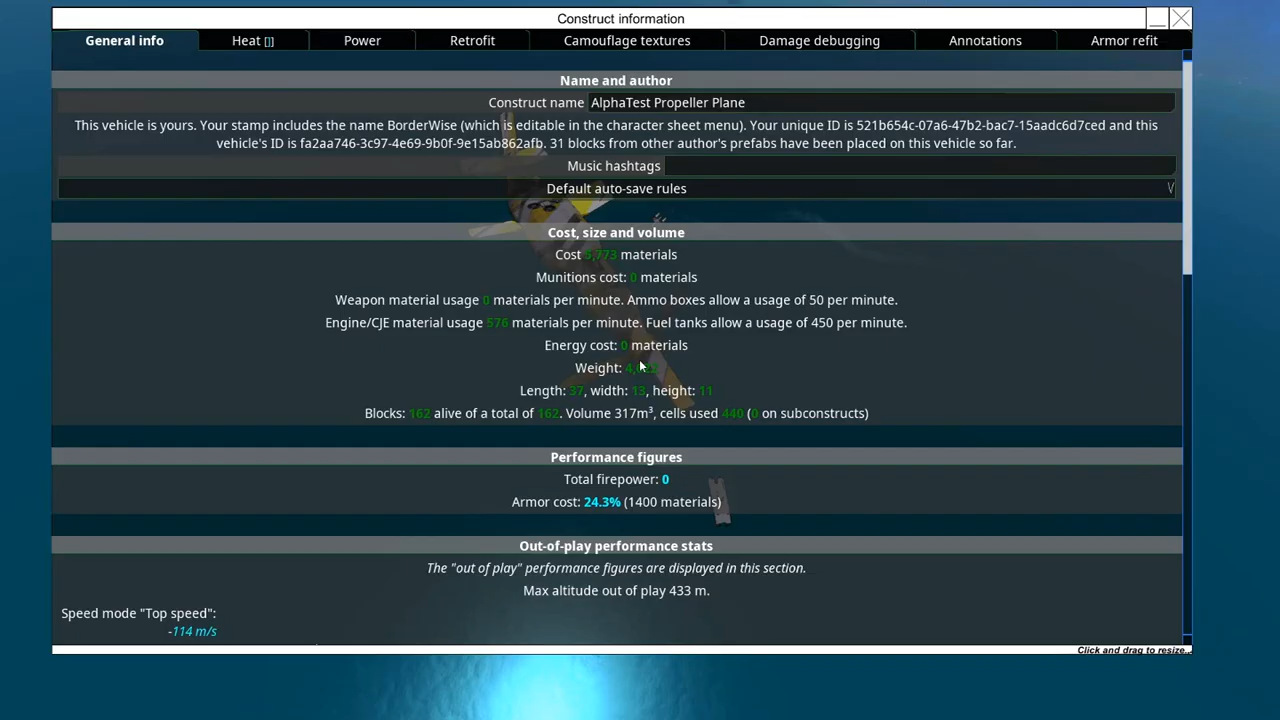 Construct information
General info
Heat []
Power
Retrofit
Camouflage textures
Damage debugging
Annotations
Armor refit
Name and author
Construct name AlphaTest Propeller Plane
This vehicle is yours. Your stamp includes the name BorderWise (which is editable in the character sheet menu). Your unique ID is 521b654c-07a6-47b2-bac7-15aadc6d7ced and this
vehicle's ID is fa2aa746-3c97-4e69-9b0f-9e15ab862afb. 31 blocks from other author's prefabs have been placed on this vehicle so far.
Music hashtags
Default auto-save rules
Cost, size and volume
Cost 5,773 materials
Munitions cost: 0 materials
Weapon material usage 0 materials per minute. Ammo boxes allow a usage of 50 per minute.
Engine/CJE material usage 576 materials per minute. Fuel tanks allow a usage of 450 per minute.
Energy cost: 0 materials
Weight:
Length: 37, width: 13, height: 11
Blocks: 162 alive of a total of 162. Volume 317m³, cells used 440 (0 on subconstructs)
Performance figures
Total firepower: 0
Armor cost: 24.3% (1400 materials)
Out-of-play performance stats
The "out of play" performance figures are displayed in this section.
Max altitude out of play 433 m.
Speed mode "Top speed":
-114 m/s
Click and drag to resize...